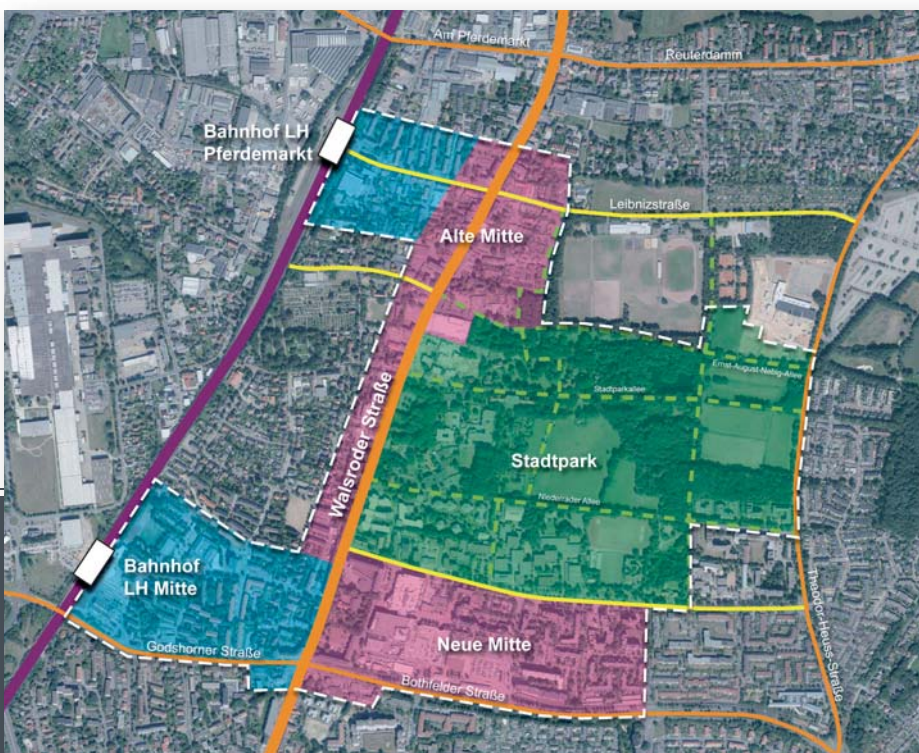 Am Pferdemarkt
Reuterdamm
Bahnhof LH
Pferdemarkt
Leibnizstraße
Alte Mitte
Ernst-August-Nebig-Allee
Stadtparkallee
Walsroder Straße
Stadtpark
Niederrader Allee
Bahnhof
LH Mitte
Theodor-Heuss-Straße
Godshorner Straße
Neue Mitte
Bothfelder Straße